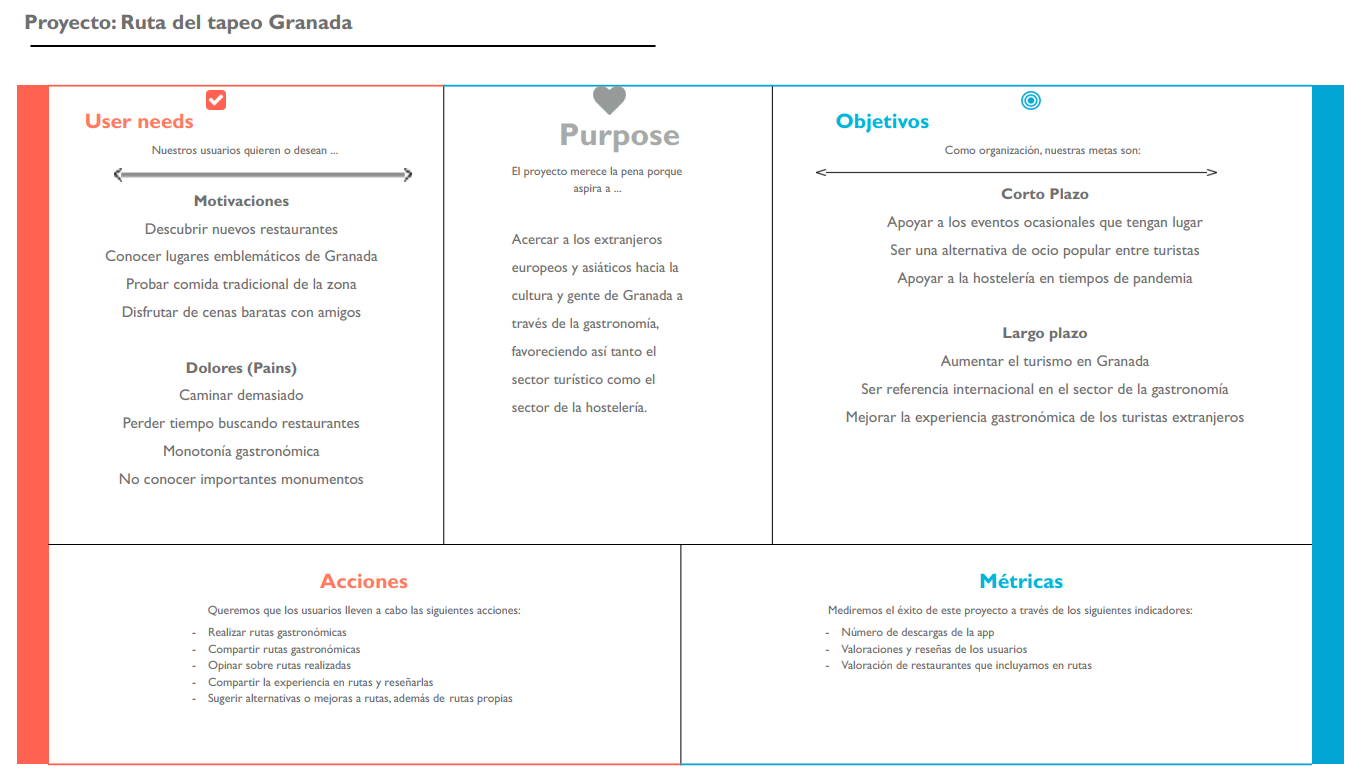 Proyecto: Ruta del tapeo Granada
User needs
Nuestros usuarios quieren o desean ...
Motivaciones
Descubrir nuevos restaurantes
Conocer lugares emblemáticos de Granada
Probar comida tradicional de la zona
Disfrutar de cenas baratas con amigos
Dolores (Pains)
Caminar demasiado
Perder tiempo buscando restaurantes
Monotonía gastronómica
No conocer importantes monumentos
Purpose
El proyecto merece la pena porque
aspira a ...
Acercar a los extranjeros
europeos y asiáticos hacia la
cultura y gente de Granada a
través de la gastronomía,
favoreciendo así tanto el
sector turístico como el
sector de la hostelería.
Objetivos
Como organización, nuestras metas son:
Corto Plazo
Apoyar a los eventos ocasionales que tengan lugar
Ser una alternativa de ocio popular entre turistas
Apoyar a la hostelería en tiempos de pandemia
Largo plazo
Aumentar el turismo en Granada
Ser referencia internacional en el sector de la gastronomía
Mejorar la experiencia gastronómica de los turistas extranjeros
Acciones
Queremos que los usuarios lleven a cabo las siguientes acciones:
- Realizar rutas gastronómicas
- Compartir rutas gastronómicas
- Opinar sobre rutas realizadas
- Compartir la experiencia en rutas y reseñarlas
- Sugerir alternativas o mejoras a rutas, además de rutas propias
Métricas
Mediremos el éxito de este proyecto a través de los siguientes indicadores:
- Número de descargas de la app
- Valoraciones y reseñas de los usuarios
- Valoración de restaurantes que incluyamos en rutas